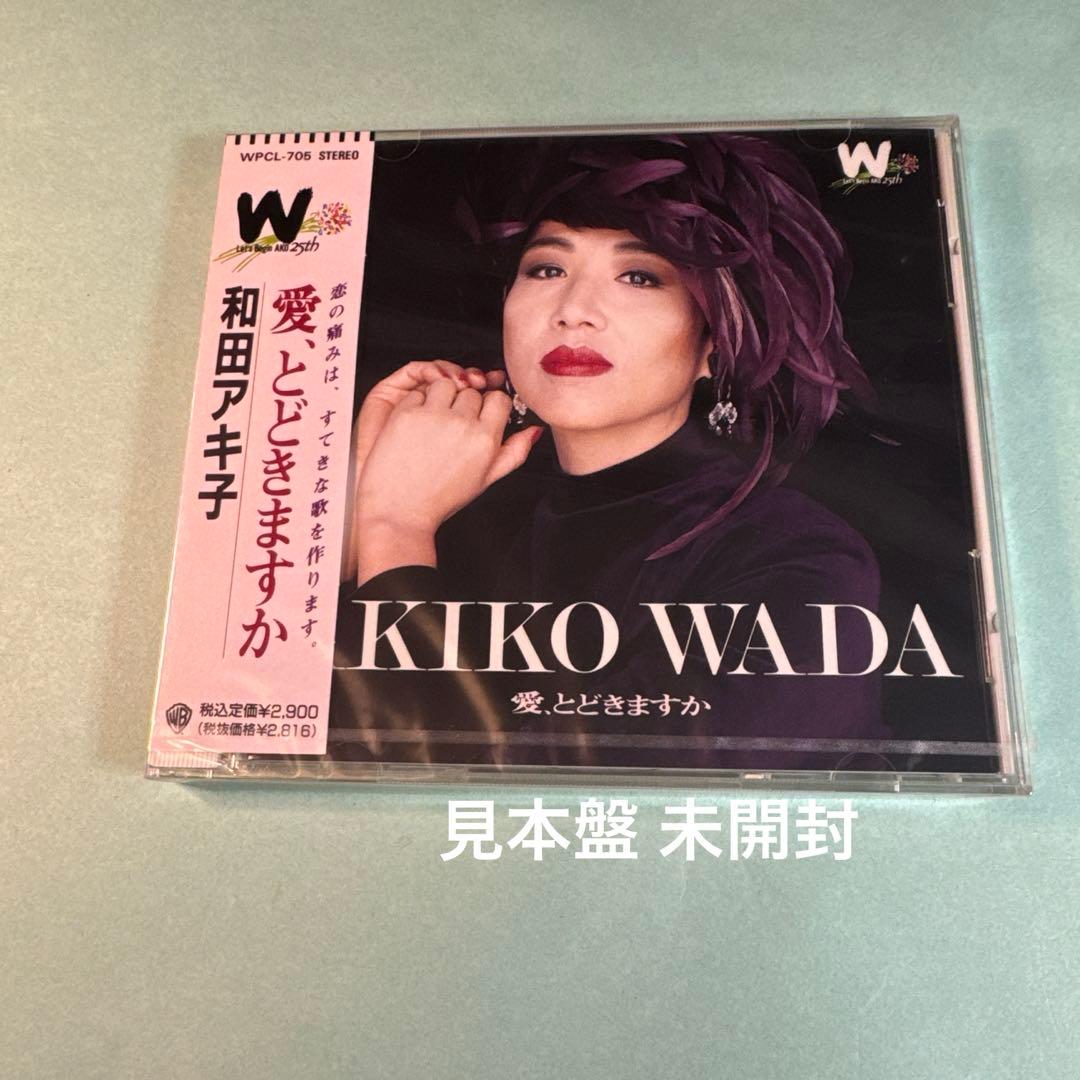 WPCL-705 STEREO
W
Let's Begin AKO 25th
恋の痛みは、すてきな歌を作ります。
愛、とどきますか
和田アキ子
WB
税込定価¥2,900
(税抜価格¥2,816)
W
Let's Begin AKO 25th
KIKO WADA
愛、とどきますか
見本盤 未開封